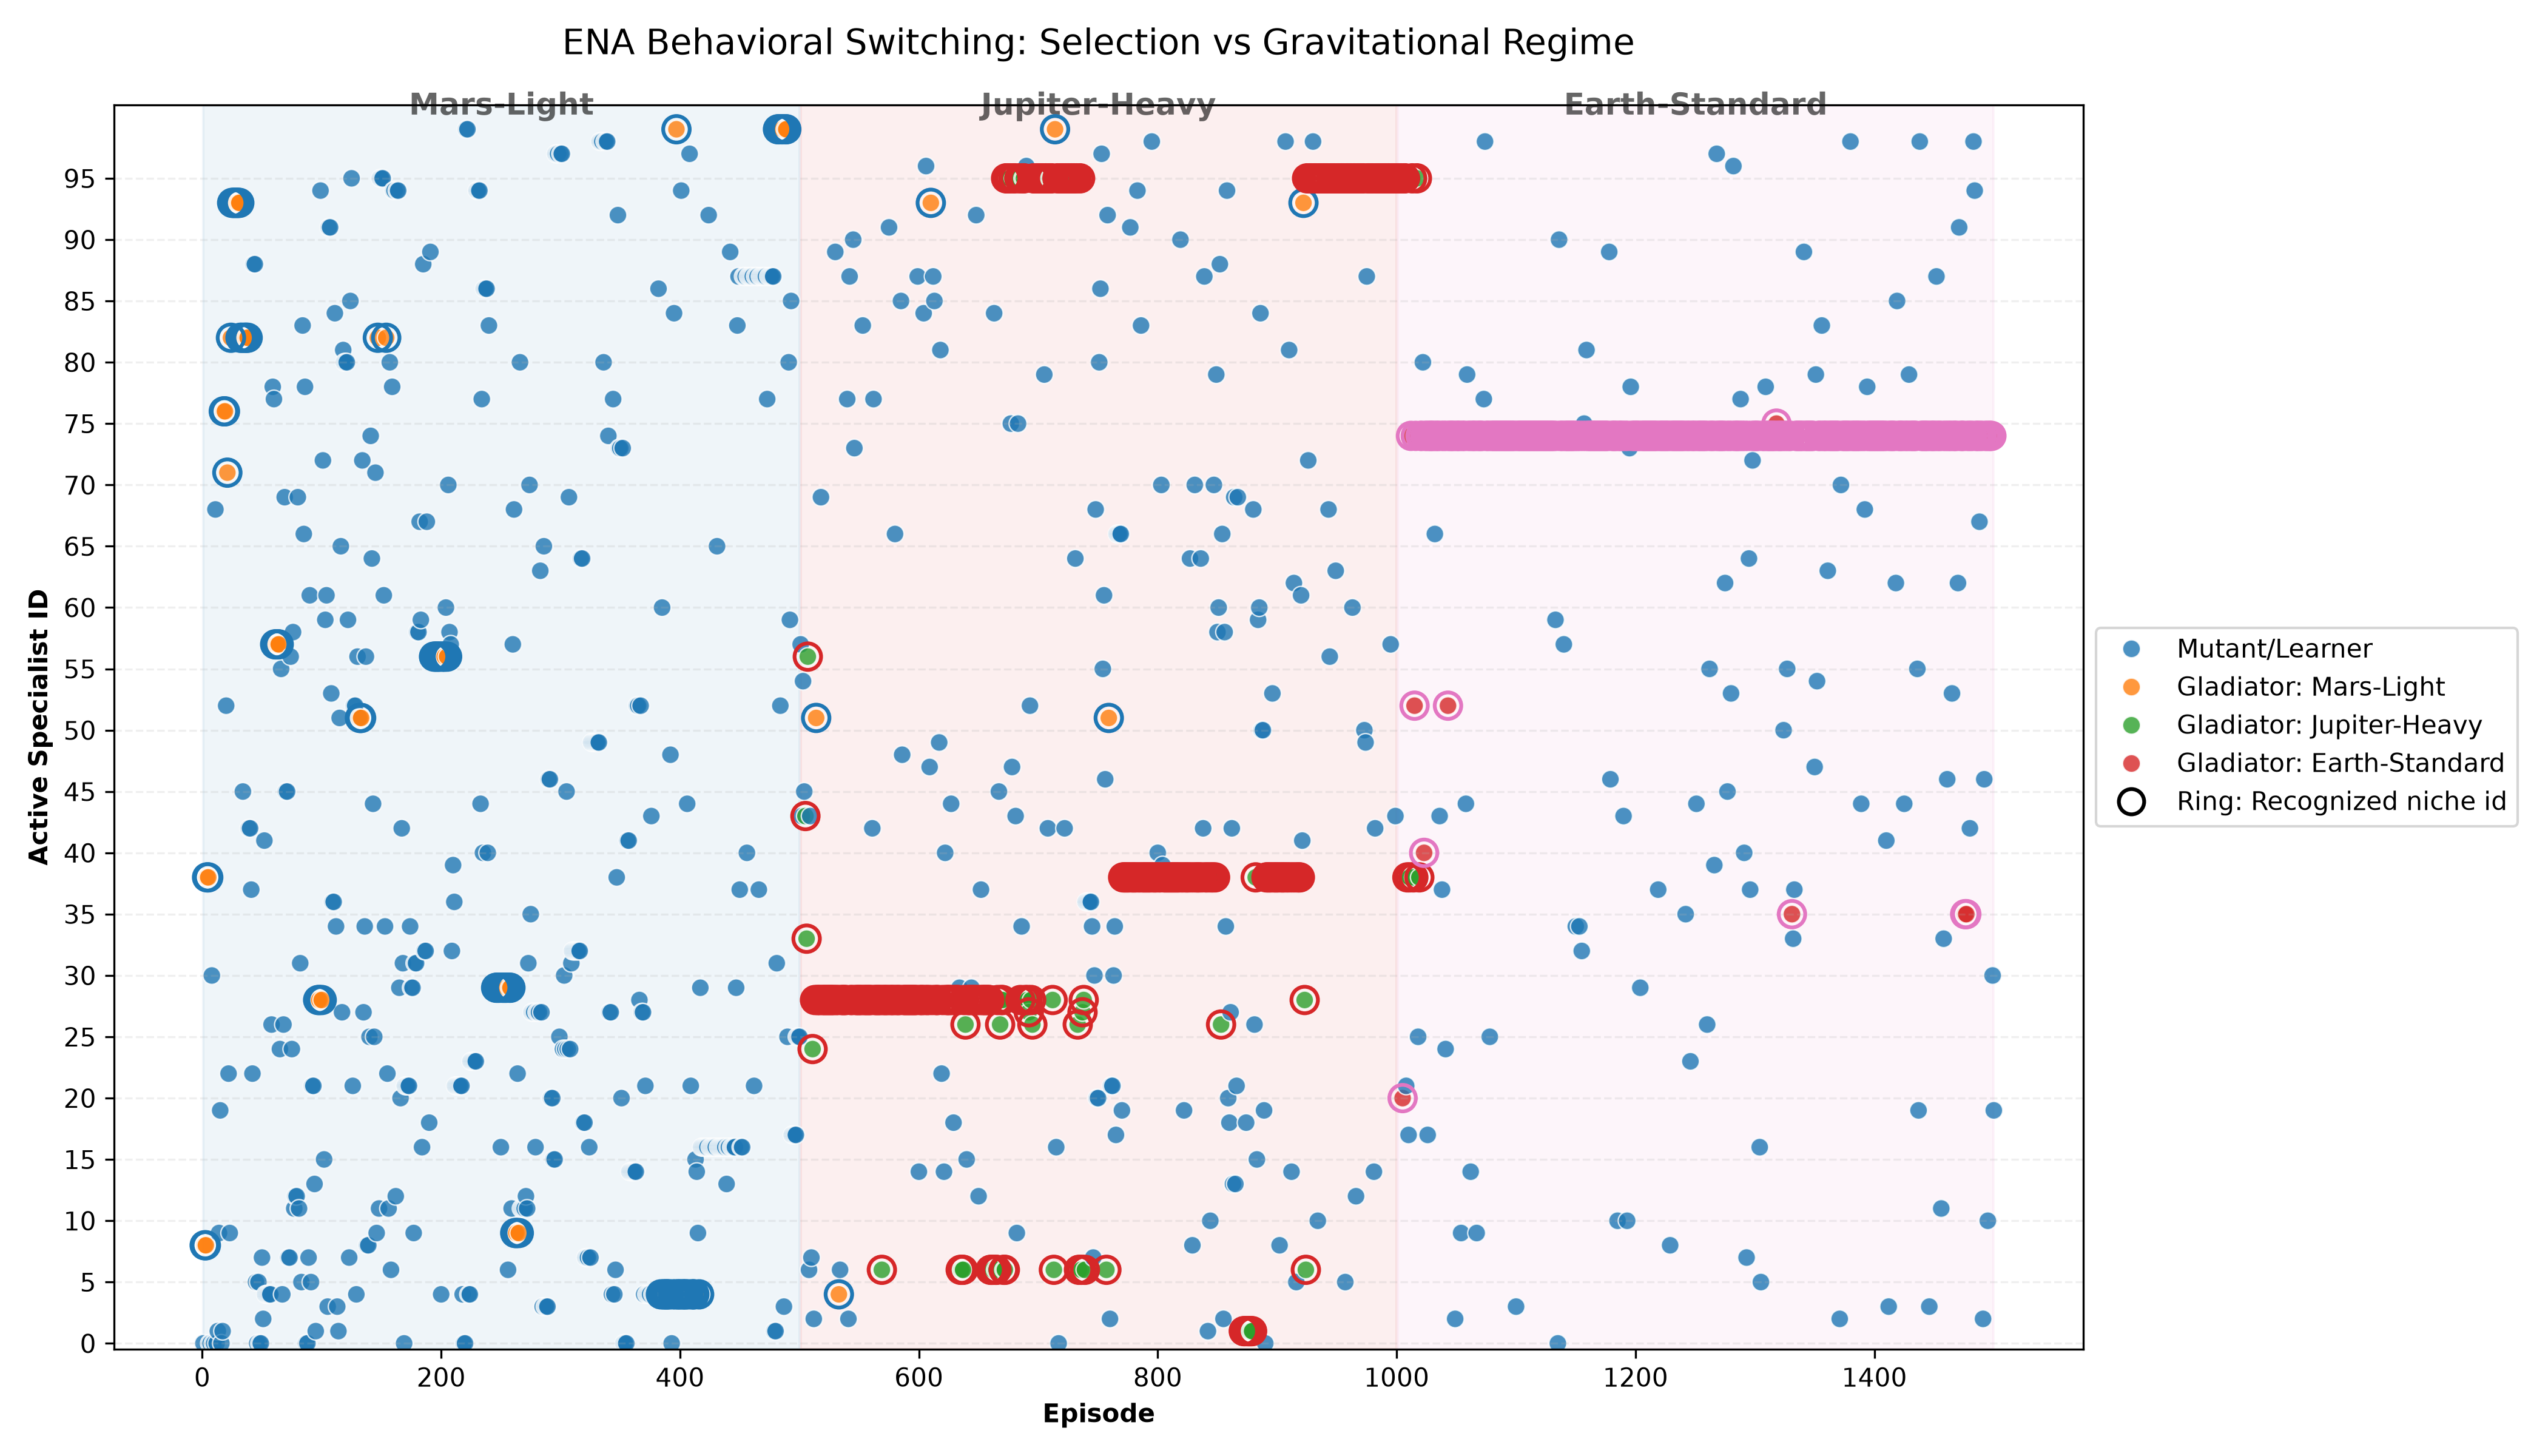 ENA Behavioral Switching: Selection vs Gravitational Regime
Mars-Light
Jupiter-Heavy
Earth-Standard
Active Specialist ID
95
90
85
80
75
70
65
60
55
50
45
40
35
30
25
20
15
10
5
0
0
200
400
600
800
1000
1200
1400
Episode
Mutant/Learner
Gladiator: Mars-Light
Gladiator: Jupiter-Heavy
Gladiator: Earth-Standard
Ring: Recognized niche id